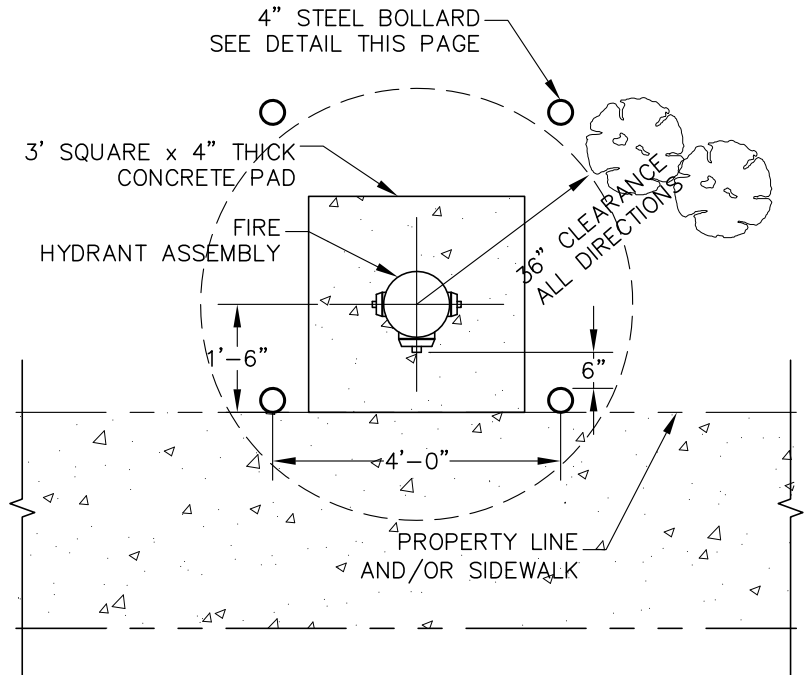 4” STEEL BOLLARD
SEE DETAIL THIS PAGE
3’ SQUARE x 4” THICK
CONCRETE PAD
FIRE
HYDRANT ASSEMBLY
36” CLEARANCE
ALL DIRECTIONS
1’-6”
6”
4’-0”
PROPERTY LINE
AND/OR SIDEWALK